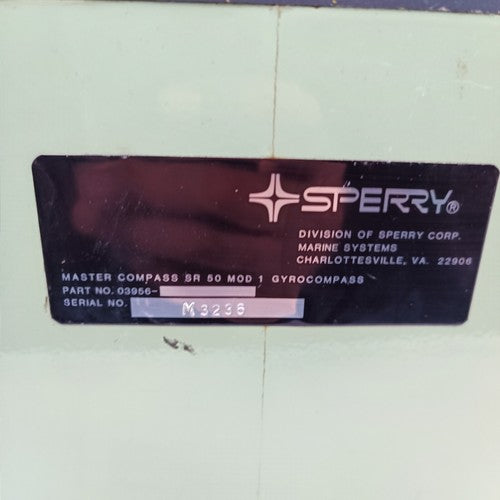 SPERRY®
DIVISION OF SPERRY CORP.
MARINE SYSTEMS
CHARLOTTESVILLE, VA. 22906
MASTER COMPASS SR 50 MOD 1 GYROCOMPASS
PART NO. 03956-
SERIAL NO. M3236